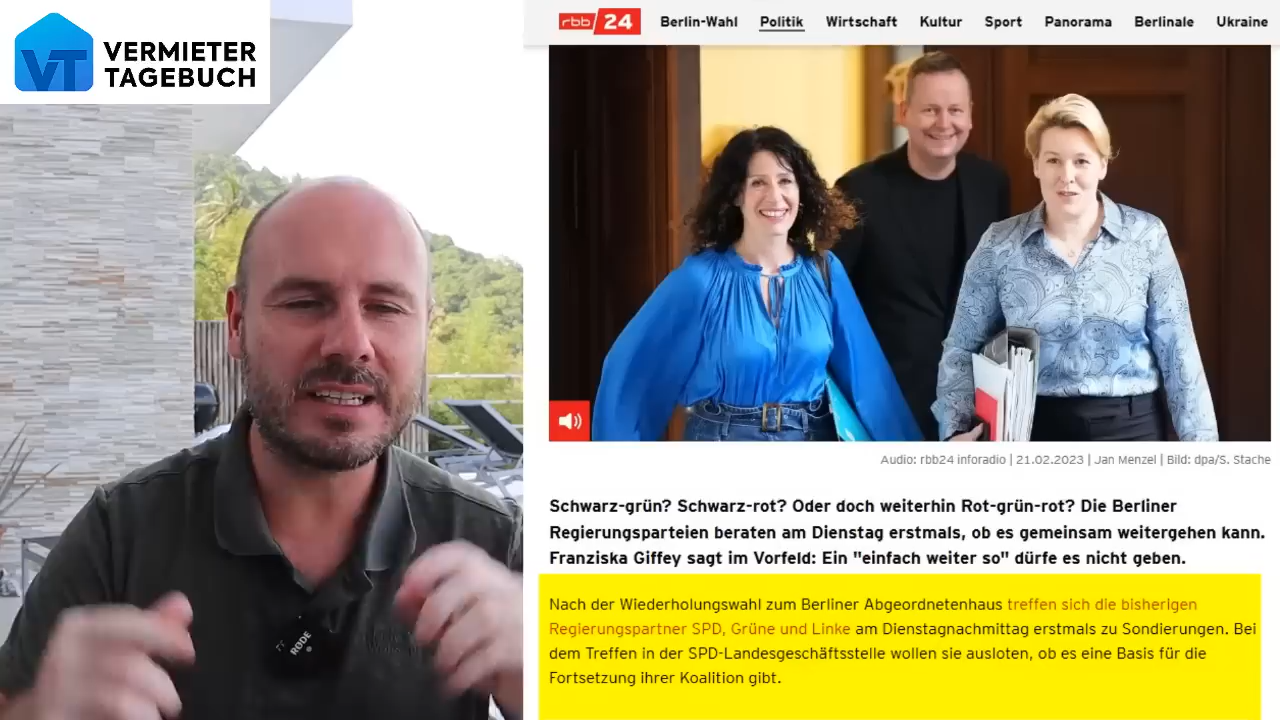 VERMIETER
TAGEBUCH
VT
rbb 24 Berlin-Wahl Politik Wirtschaft Kultur Sport Panorama Berlinale Ukraine
Audio: rbb24 inforadio | 21.02.2023 | Jan Menzel | Bild: dpa/S. Stache
Schwarz-grün? Schwarz-rot? Oder doch weiterhin Rot-grün-rot? Die Berliner
Regierungsparteien beraten am Dienstag erstmals, ob es gemeinsam weitergehen kann.
Franziska Giffey sagt im Vorfeld: Ein "einfach weiter so" dürfe es nicht geben.
Nach der Wiederholungswahl zum Berliner Abgeordnetenhaus treffen sich die bisherigen
Regierungspartner SPD, Grüne und Linke am Dienstagnachmittag erstmals zu Sondierungen. Bei
dem Treffen in der SPD-Landesgeschäftsstelle wollen sie ausloten, ob es eine Basis für die
Fortsetzung ihrer Koalition gibt.
RODE